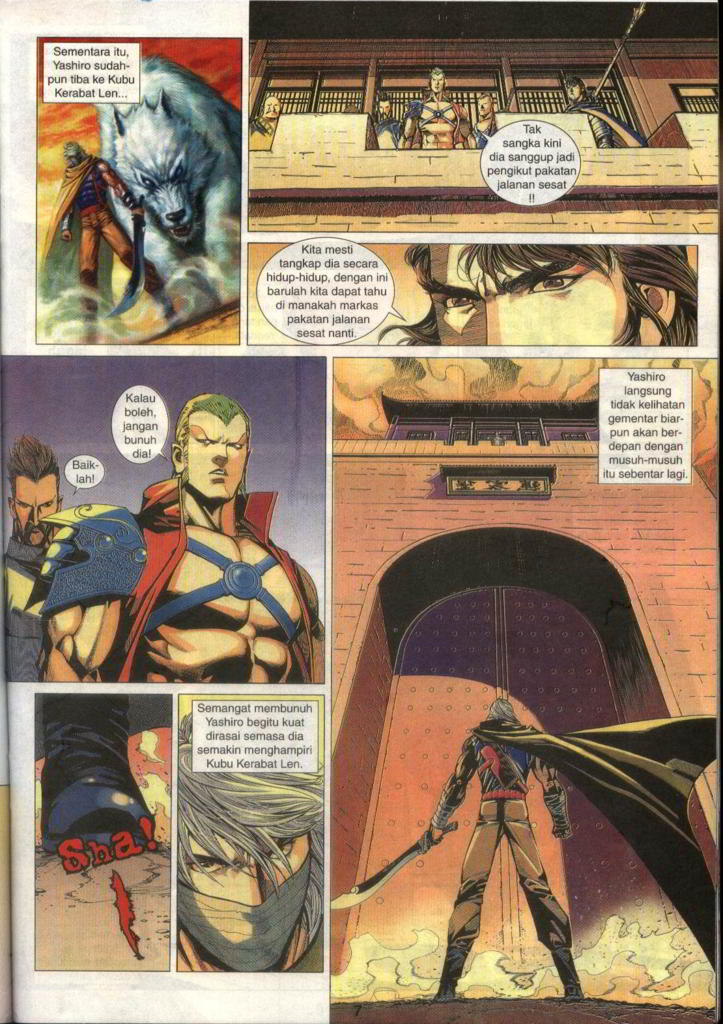 Sementara itu,
Yashiro sudah-
pun tiba ke Kubu
Kerabat Len...
Tak
sangka kini
dia sanggup jadi
pengikut pakatan
jalanan sesat
!!
Kita mesti
tangkap dia secara
hidup-hidup, dengan ini
barulah kita dapat tahu
di manakah markas
pakatan jalanan
sesat nanti.
Kalau
boleh,
jangan
bunuh
dia!
Baik-
lah!
Yashiro
langsung
tidak kelihatan
gementar biar-
pun akan ber-
depan dengan
musuh-musuh
itu sebentar lagi.
Sha!
Semangat membunuh
Yashiro begitu kuat
dirasai semasa dia
semakin menghampiri
Kubu Kerabat Len.
7